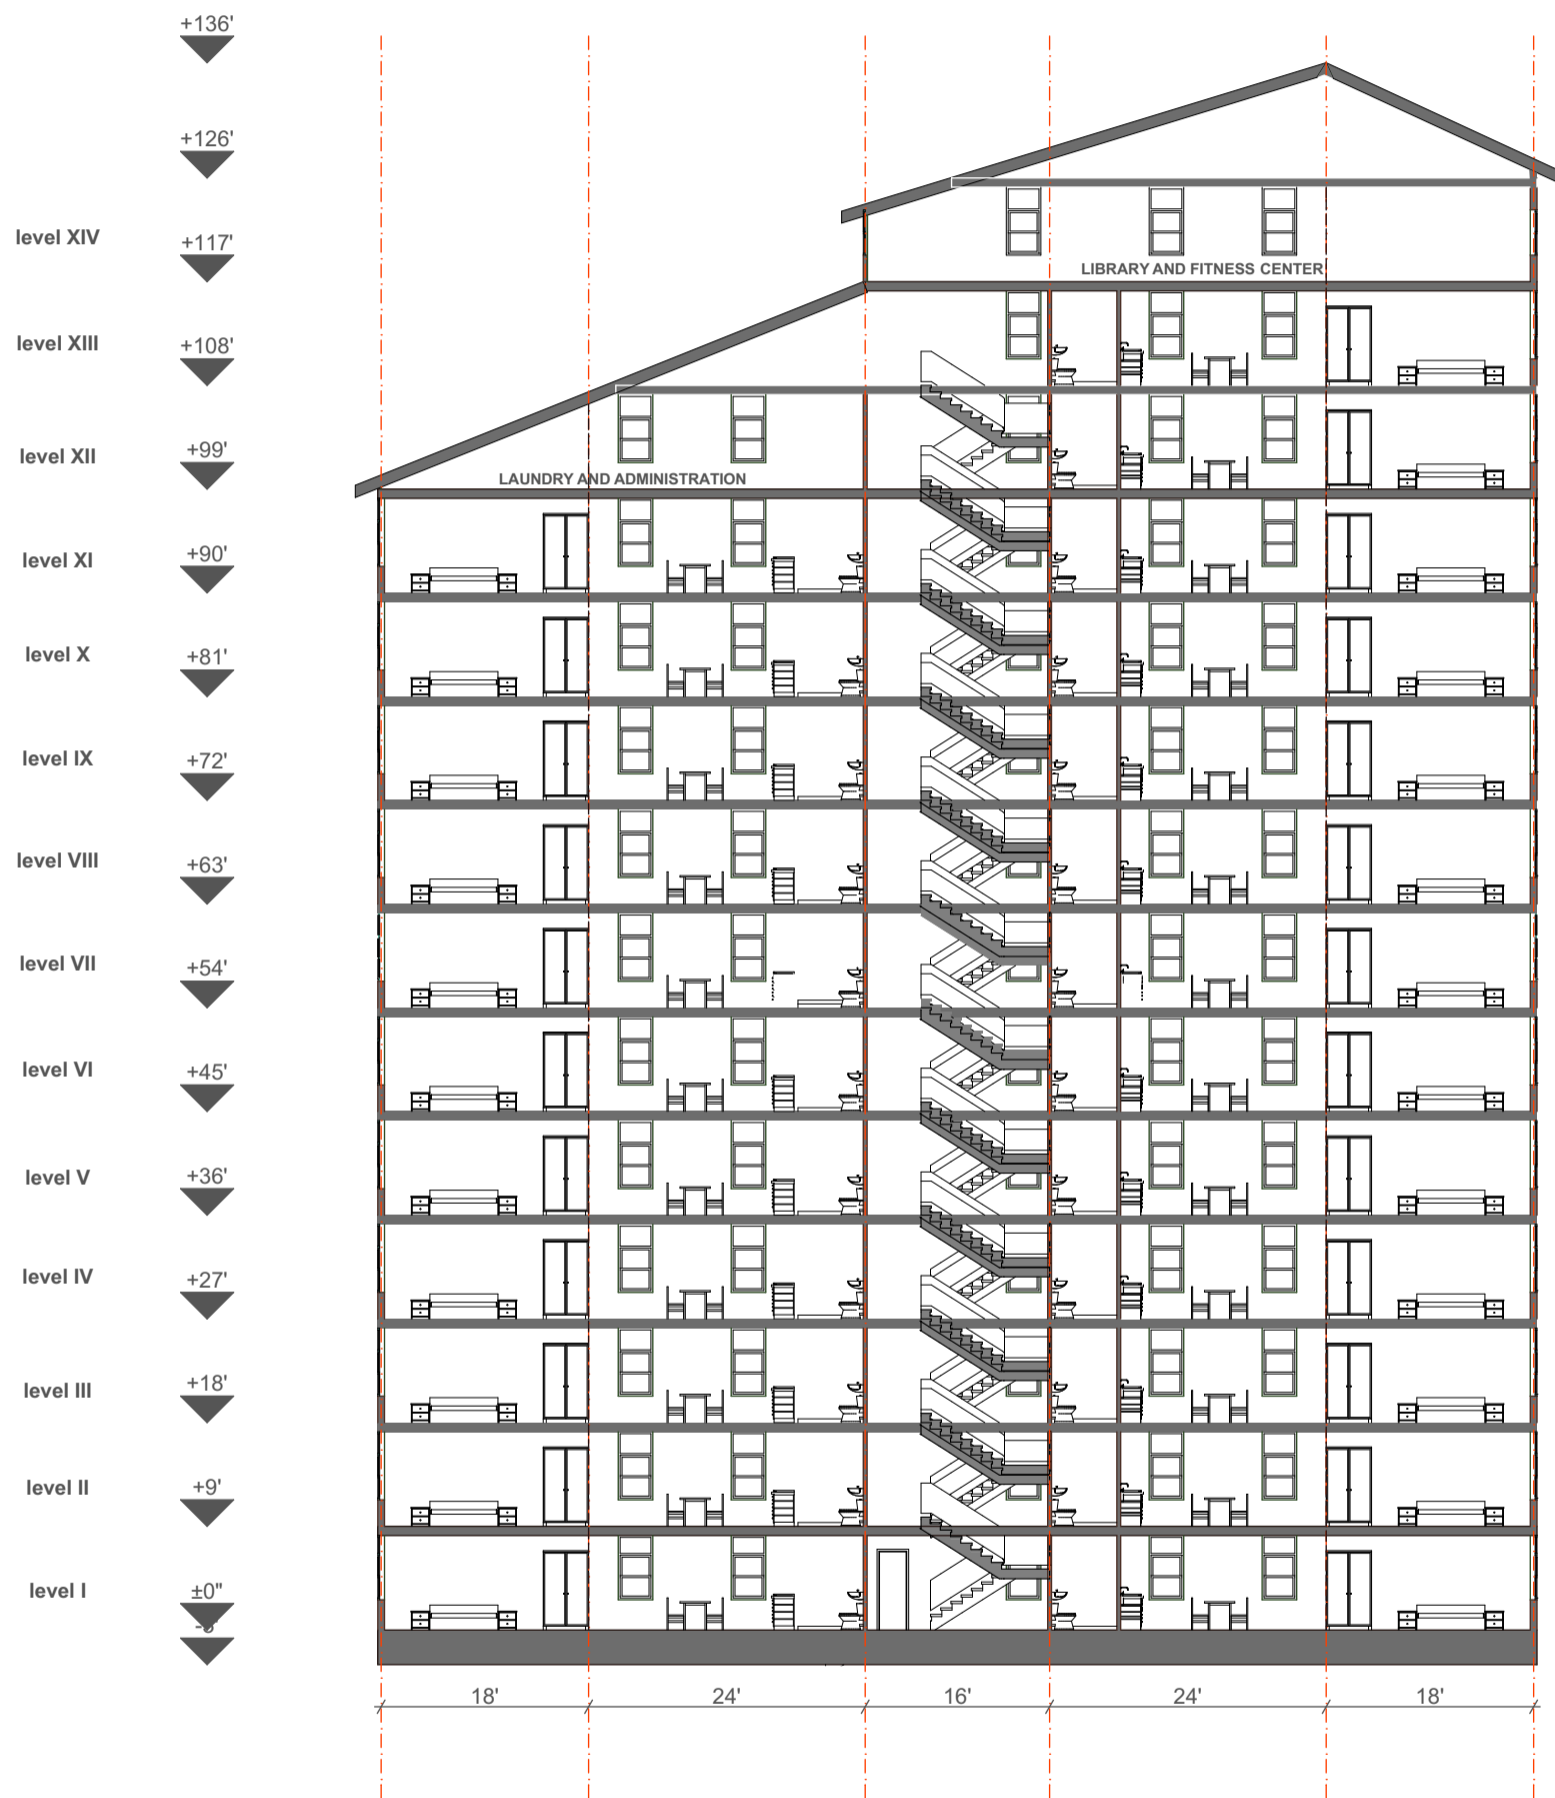 +136'
+126'
level XIV +117'
LIBRARY AND FITNESS CENTER
level XIII +108'
level XII +99'
LAUNDRY AND ADMINISTRATION
level XI +90'
level X +81'
level IX +72'
level VIII +63'
level VII +54'
level VI +45'
level V +36'
level IV +27'
level III +18'
level II +9'
level I ±0"
18' 24' 16' 24' 18'